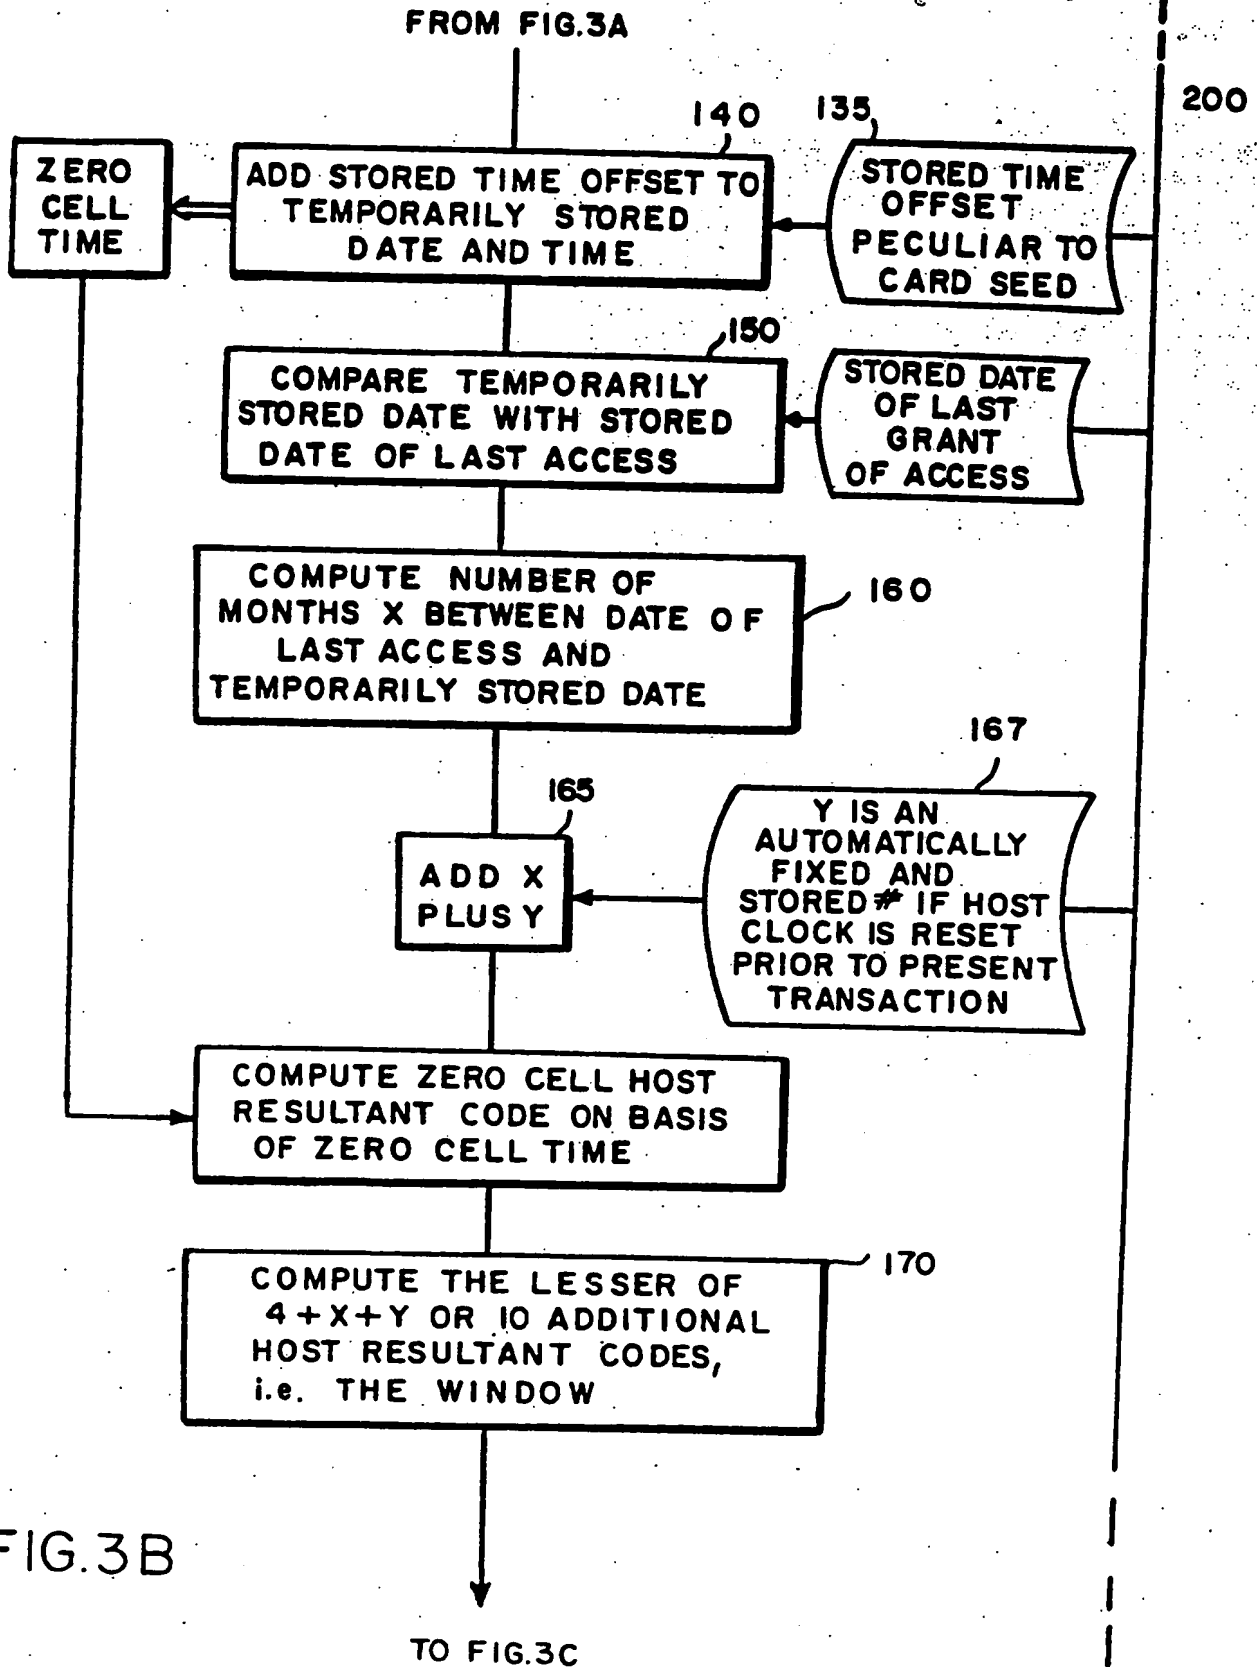 FROM FIG.3A
200
140
135
ZERO
CELL
TIME
ADD STORED TIME OFFSET TO
TEMPORARILY STORED
DATE AND TIME
STORED TIME
OFFSET
PECULIAR TO
CARD SEED
150
COMPARE TEMPORARILY
STORED DATE WITH STORED
DATE OF LAST ACCESS
STORED DATE
OF LAST
GRANT
OF ACCESS
COMPUTE NUMBER OF
MONTHS X BETWEEN DATE OF
LAST ACCESS AND
TEMPORARILY STORED DATE
160
167
165
ADD X
PLUS Y
Y IS AN
AUTOMATICALLY
FIXED AND
STORED # IF HOST
CLOCK IS RESET
PRIOR TO PRESENT
TRANSACTION
COMPUTE ZERO CELL HOST
RESULTANT CODE ON BASIS
OF ZERO CELL TIME
170
COMPUTE THE LESSER OF
4+X+Y OR 10 ADDITIONAL
HOST RESULTANT CODES,
i.e. THE WINDOW
FIG.3B
TO FIG.3C